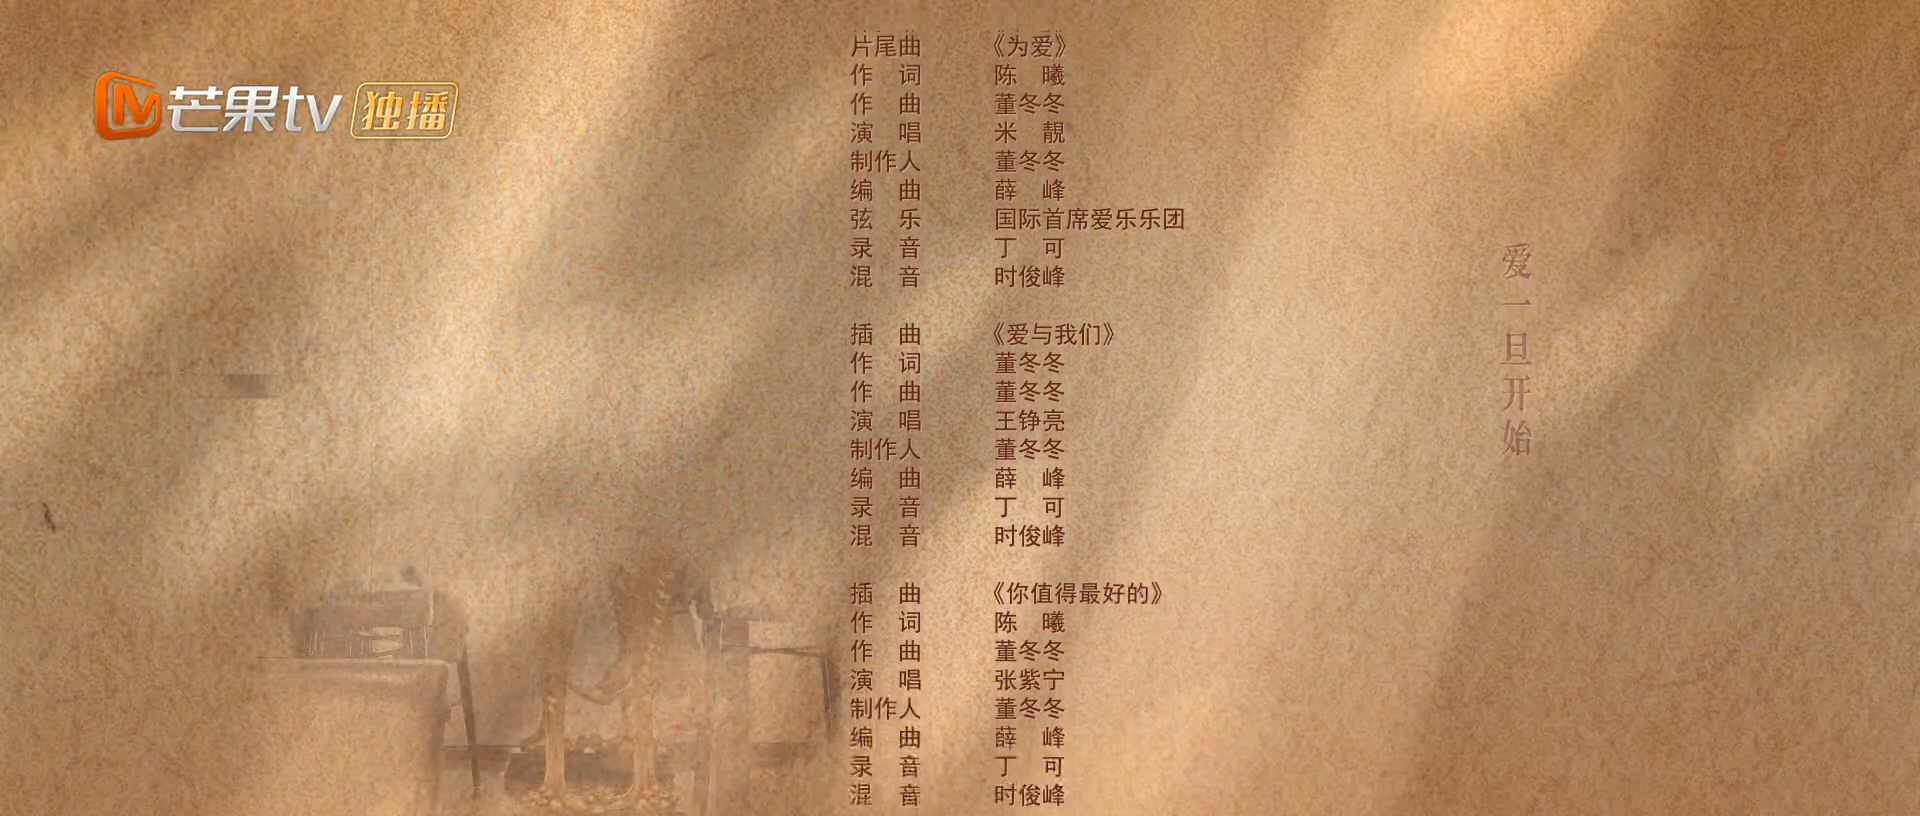 芒果tv 独播
片尾曲 《为爱》
作 词 陈 曦
作 曲 董冬冬
演 唱 米 靓
制作人 董冬冬
编 曲 薛 峰
弦 乐 国际首席爱乐乐团
录 音 丁 可
混 音 时俊峰
插 曲 《爱与我们》
作 词 董冬冬
作 曲 董冬冬
演 唱 王铮亮
制作人 董冬冬
编 曲 薛 峰
录 音 丁 可
混 音 时俊峰
插 曲 《你值得最好的》
作 词 陈 曦
作 曲 董冬冬
演 唱 张紫宁
制作人 董冬冬
编 曲 薛 峰
录 音 丁 可
混 音 时俊峰
爱一旦开始